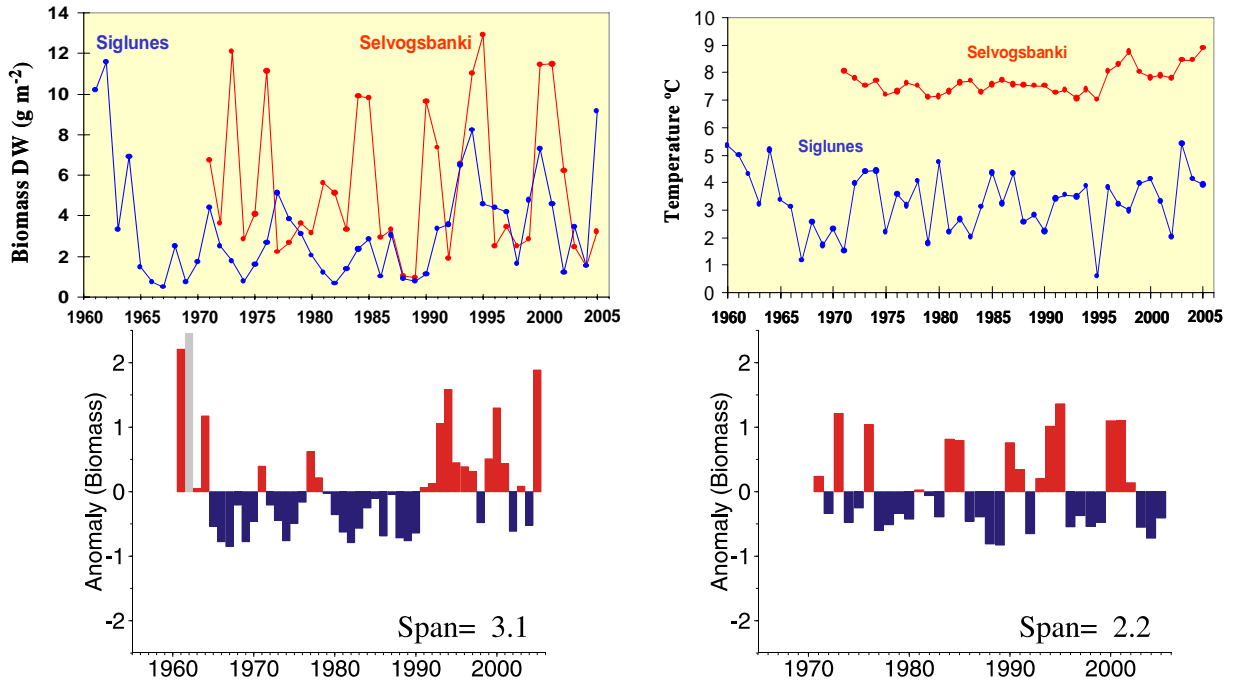 Biomass DW (g m⁻²)
14
12
10
8
6
4
2
0
Siglunes
Selvogsbanki
1960 1965 1970 1975 1980 1985 1990 1995 2000 2005
Temperature ºC
10
9
8
7
6
5
4
3
2
1
0
Selvogsbanki
Siglunes
1960 1965 1970 1975 1980 1985 1990 1995 2000 2005
Anomaly (Biomass)
2
1
0
-1
-2
Span= 3.1
1960 1970 1980 1990 2000
Anomaly (Biomass)
2
1
0
-1
-2
Span= 2.2
1970 1980 1990 2000